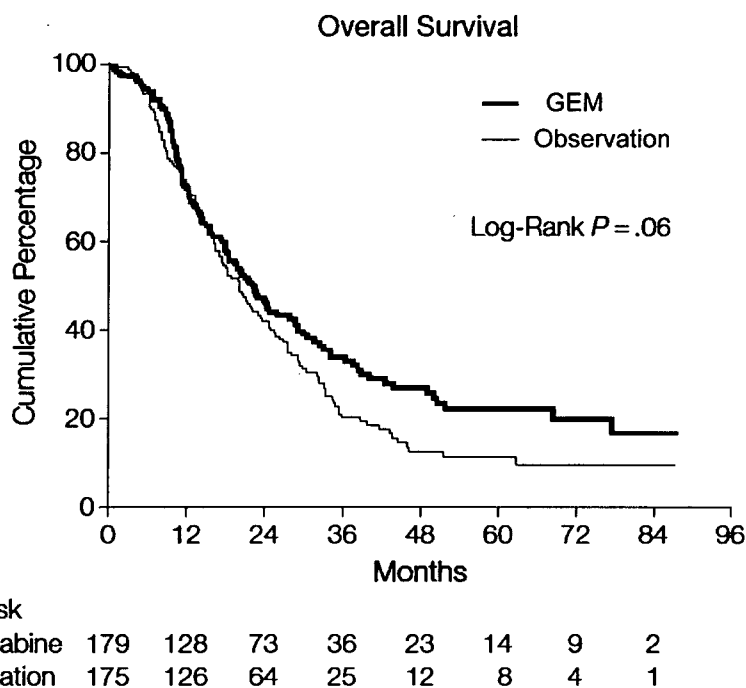 Overall Survival
100
80
60
40
20
0
Cumulative Percentage
GEM
Observation
Log-Rank P = .06
0 12 24 36 48 60 72 84 96
Months
sk
abine 179 128 73 36 23 14 9 2
ation 175 126 64 25 12 8 4 1